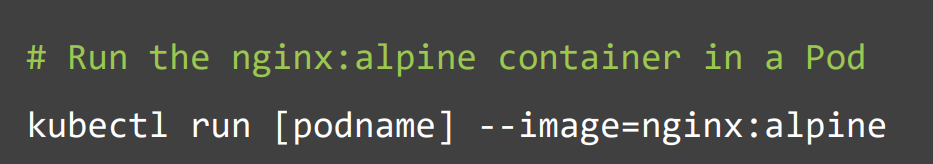 # Run the nginx:alpine container in a Pod
kubectl run [podname] --image=nginx:alpine